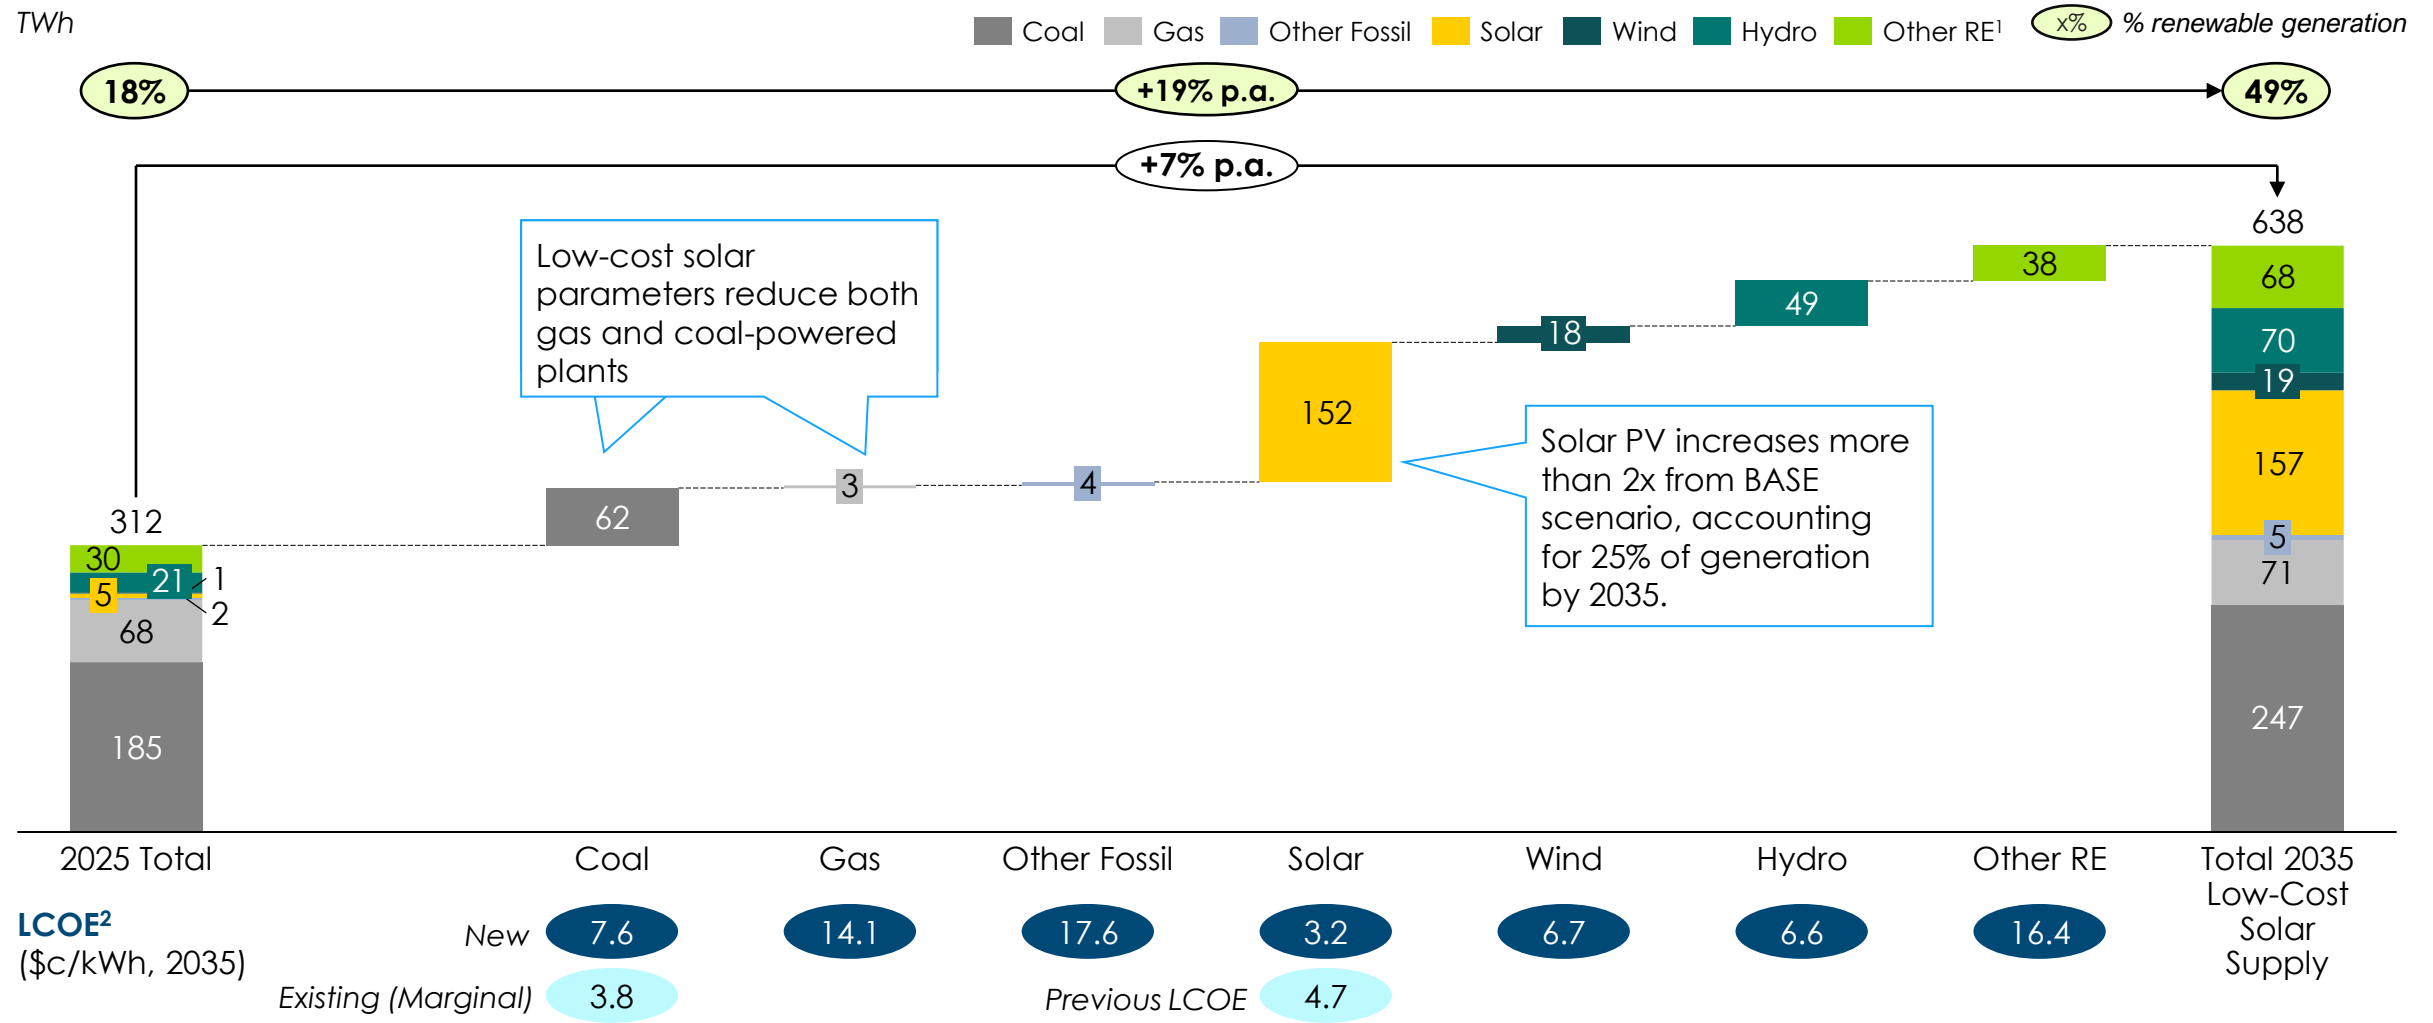 TWh
Coal
Gas
Other Fossil
Solar
Wind
Hydro
Other RE¹
x%
% renewable generation
18%
+19% p.a.
49%
+7% p.a.
638
Low-cost solar
parameters reduce both
gas and coal-powered
plants
38
68
49
18
70
19
152
Solar PV increases more
than 2x from BASE
scenario, accounting
for 25% of generation
by 2035.
157
3
4
62
312
5
30
21
1
5
2
71
68
247
185
2025 Total
Coal
Gas
Other Fossil
Solar
Wind
Hydro
Other RE
Total 2035
Low-Cost
Solar
Supply
LCOE²
($c/kWh, 2035)
New
7.6
14.1
17.6
3.2
6.7
6.6
16.4
Existing (Marginal)
3.8
Previous LCOE
4.7